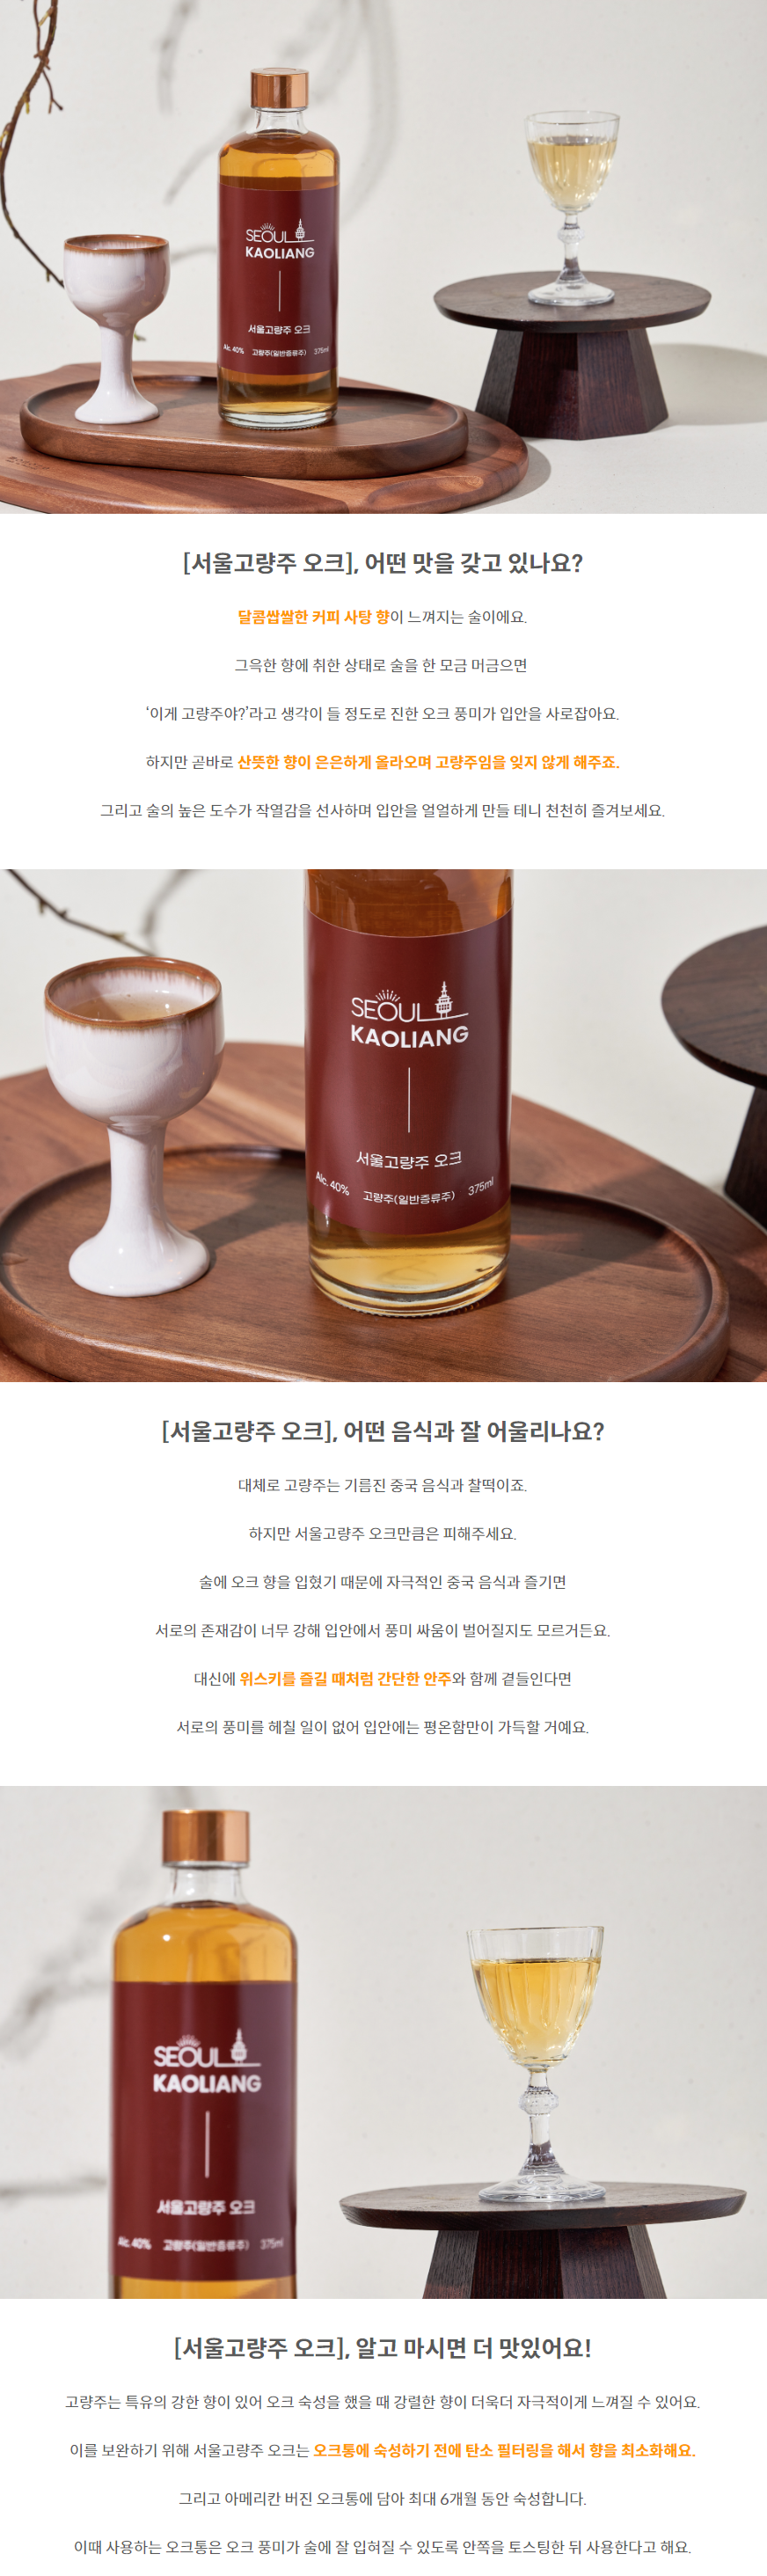 SEOUL
KAOLIANG
서울고량주 오크
Alc. 40% 고량주(일반증류주) 375ml
[서울고량주 오크], 어떤 맛을 갖고 있나요?
달콤쌉쌀한 커피 사탕 향이 느껴지는 술이에요.
그윽한 향에 취한 상태로 술을 한 모금 머금으면
‘이게 고량주야?’라고 생각이 들 정도로 진한 오크 풍미가 입안을 사로잡아요.
하지만 곧바로 산뜻한 향이 은은하게 올라오며 고량주임을 잊지 않게 해주죠.
그리고 술의 높은 도수가 작열감을 선사하며 입안을 얼얼하게 만들 테니 천천히 즐겨보세요.
SEOUL
KAOLIANG
서울고량주 오크
Alc. 40% 고량주(일반증류주) 375ml
[서울고량주 오크], 어떤 음식과 잘 어울리나요?
대체로 고량주는 기름진 중국 음식과 찰떡이죠.
하지만 서울고량주 오크만큼은 피해주세요.
술에 오크 향을 입혔기 때문에 자극적인 중국 음식과 즐기면
서로의 존재감이 너무 강해 입안에서 풍미 싸움이 벌어질지도 모르거든요.
대신에 위스키를 즐길 때처럼 간단한 안주와 함께 곁들인다면
서로의 풍미를 헤칠 일이 없어 입안에는 평온함만이 가득할 거예요.
SEOUL
KAOLIANG
서울고량주 오크
Alc. 40% 고량주(일반증류주) 375ml
[서울고량주 오크], 알고 마시면 더 맛있어요!
고량주는 특유의 강한 향이 있어 오크 숙성을 했을 때 강렬한 향이 더욱더 자극적이게 느껴질 수 있어요.
이를 보완하기 위해 서울고량주 오크는 오크통에 숙성하기 전에 탄소 필터링을 해서 향을 최소화해요.
그리고 아메리칸 버진 오크통에 담아 최대 6개월 동안 숙성합니다.
이때 사용하는 오크통은 오크 풍미가 술에 잘 입혀질 수 있도록 안쪽을 토스팅한 뒤 사용한다고 해요.